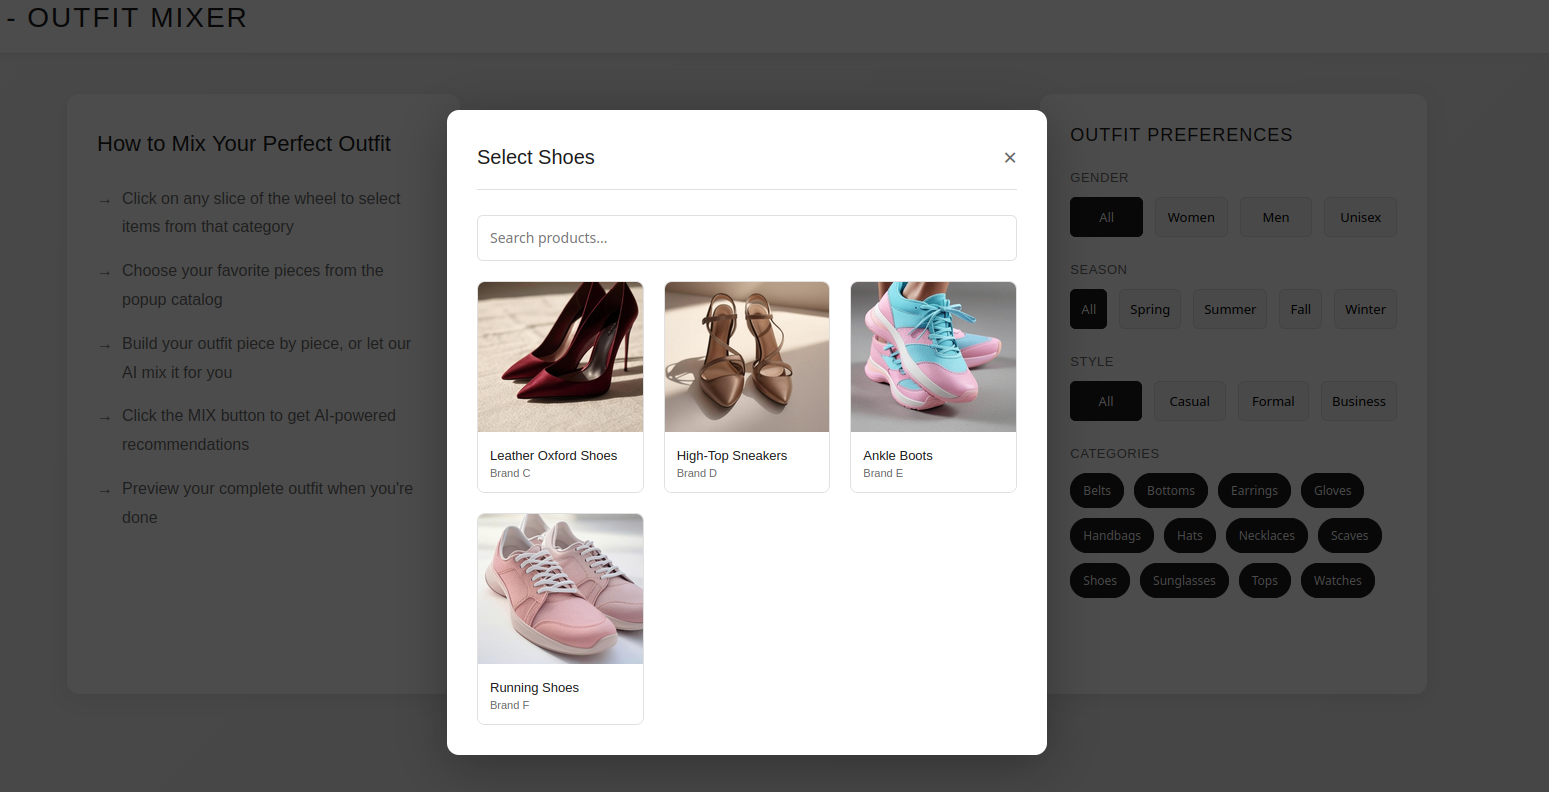 - OUTFIT MIXER
How to Mix Your Perfect Outfit
→ Click on any slice of the wheel to select
items from that category
→ Choose your favorite pieces from the
popup catalog
→ Build your outfit piece by piece, or let our
AI mix it for you
→ Click the MIX button to get AI-powered
recommendations
→ Preview your complete outfit when you're
done
Select Shoes ×
Search products...
Leather Oxford Shoes
Brand C
High-Top Sneakers
Brand D
Ankle Boots
Brand E
Running Shoes
Brand F
OUTFIT PREFERENCES
GENDER
All Women Men Unisex
SEASON
All Spring Summer Fall Winter
STYLE
All Casual Formal Business
CATEGORIES
Belts Bottoms Earrings Gloves
Handbags Hats Necklaces Scaves
Shoes Sunglasses Tops Watches